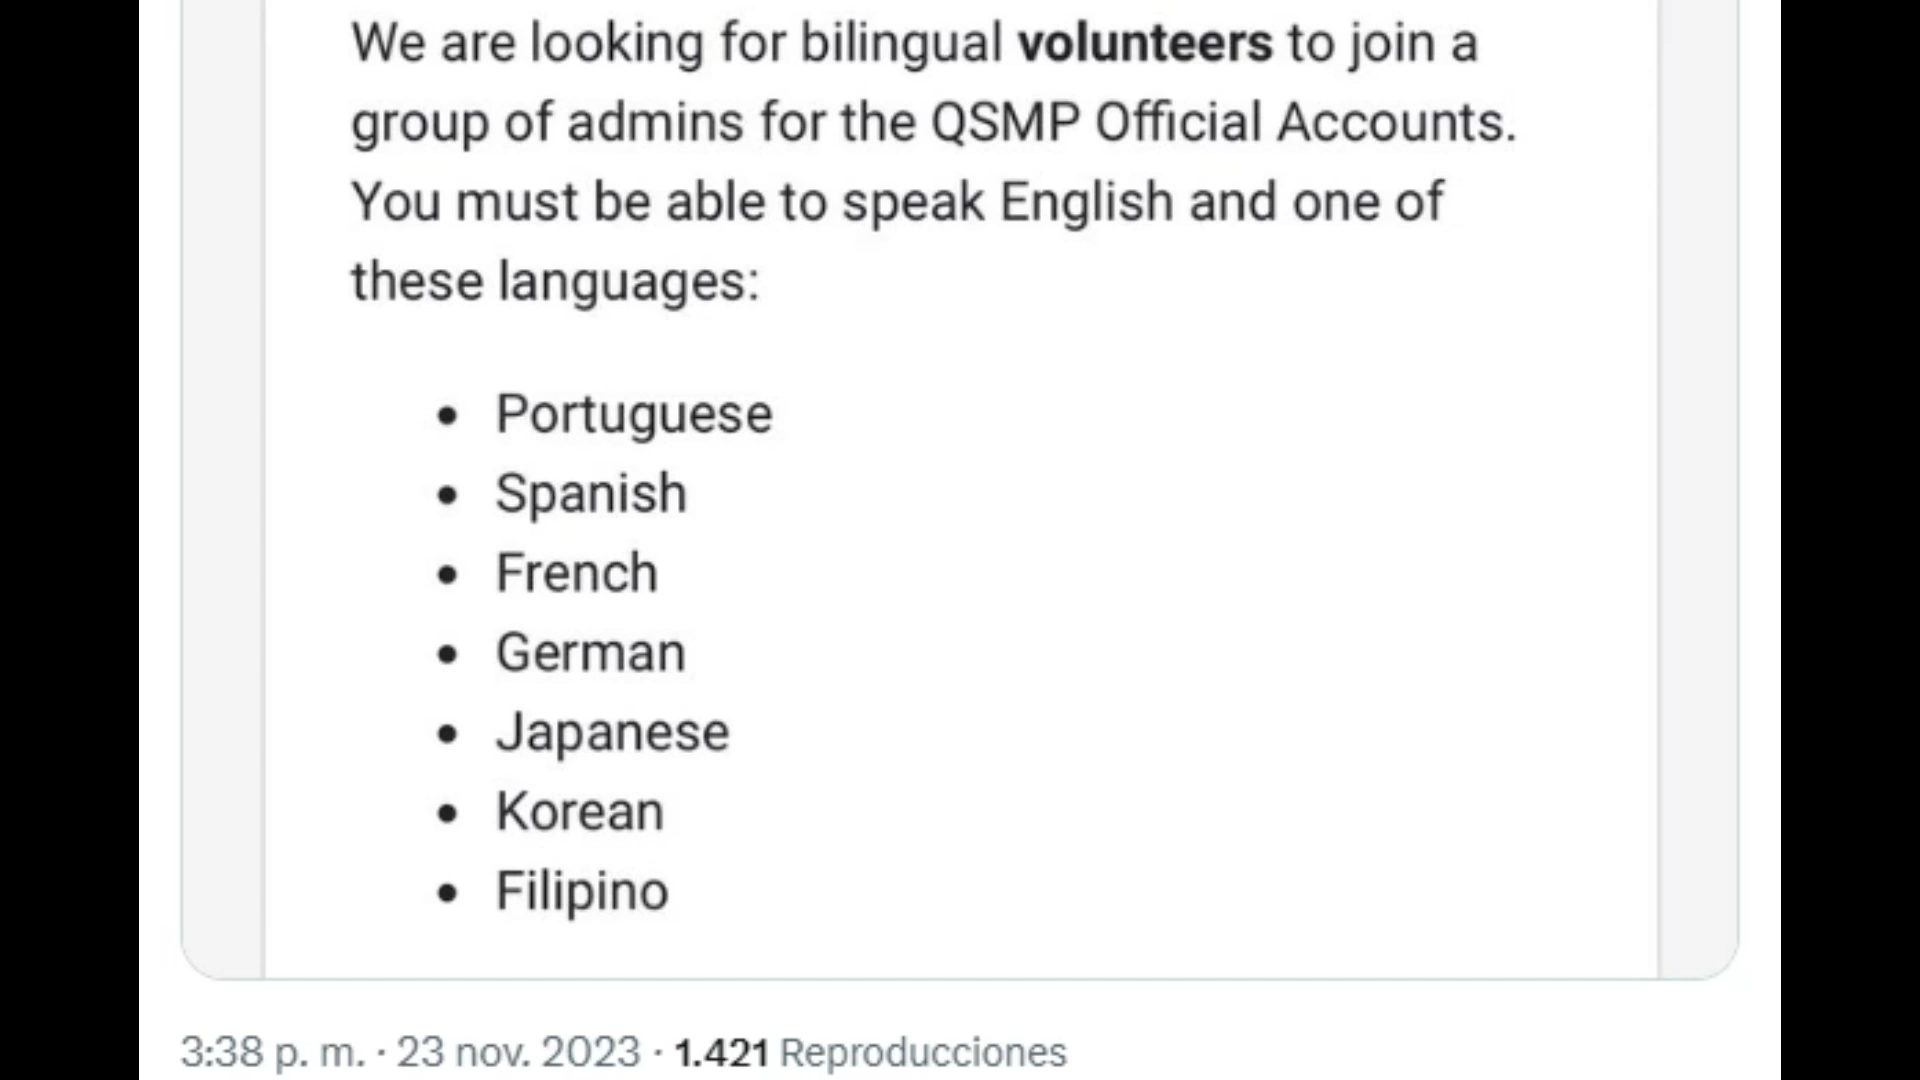 We are looking for bilingual volunteers to join a
group of admins for the QSMP Official Accounts.
You must be able to speak English and one of
these languages:
• Portuguese
• Spanish
• French
• German
• Japanese
• Korean
• Filipino
3:38 p. m. · 23 nov. 2023 · 1.421 Reproducciones